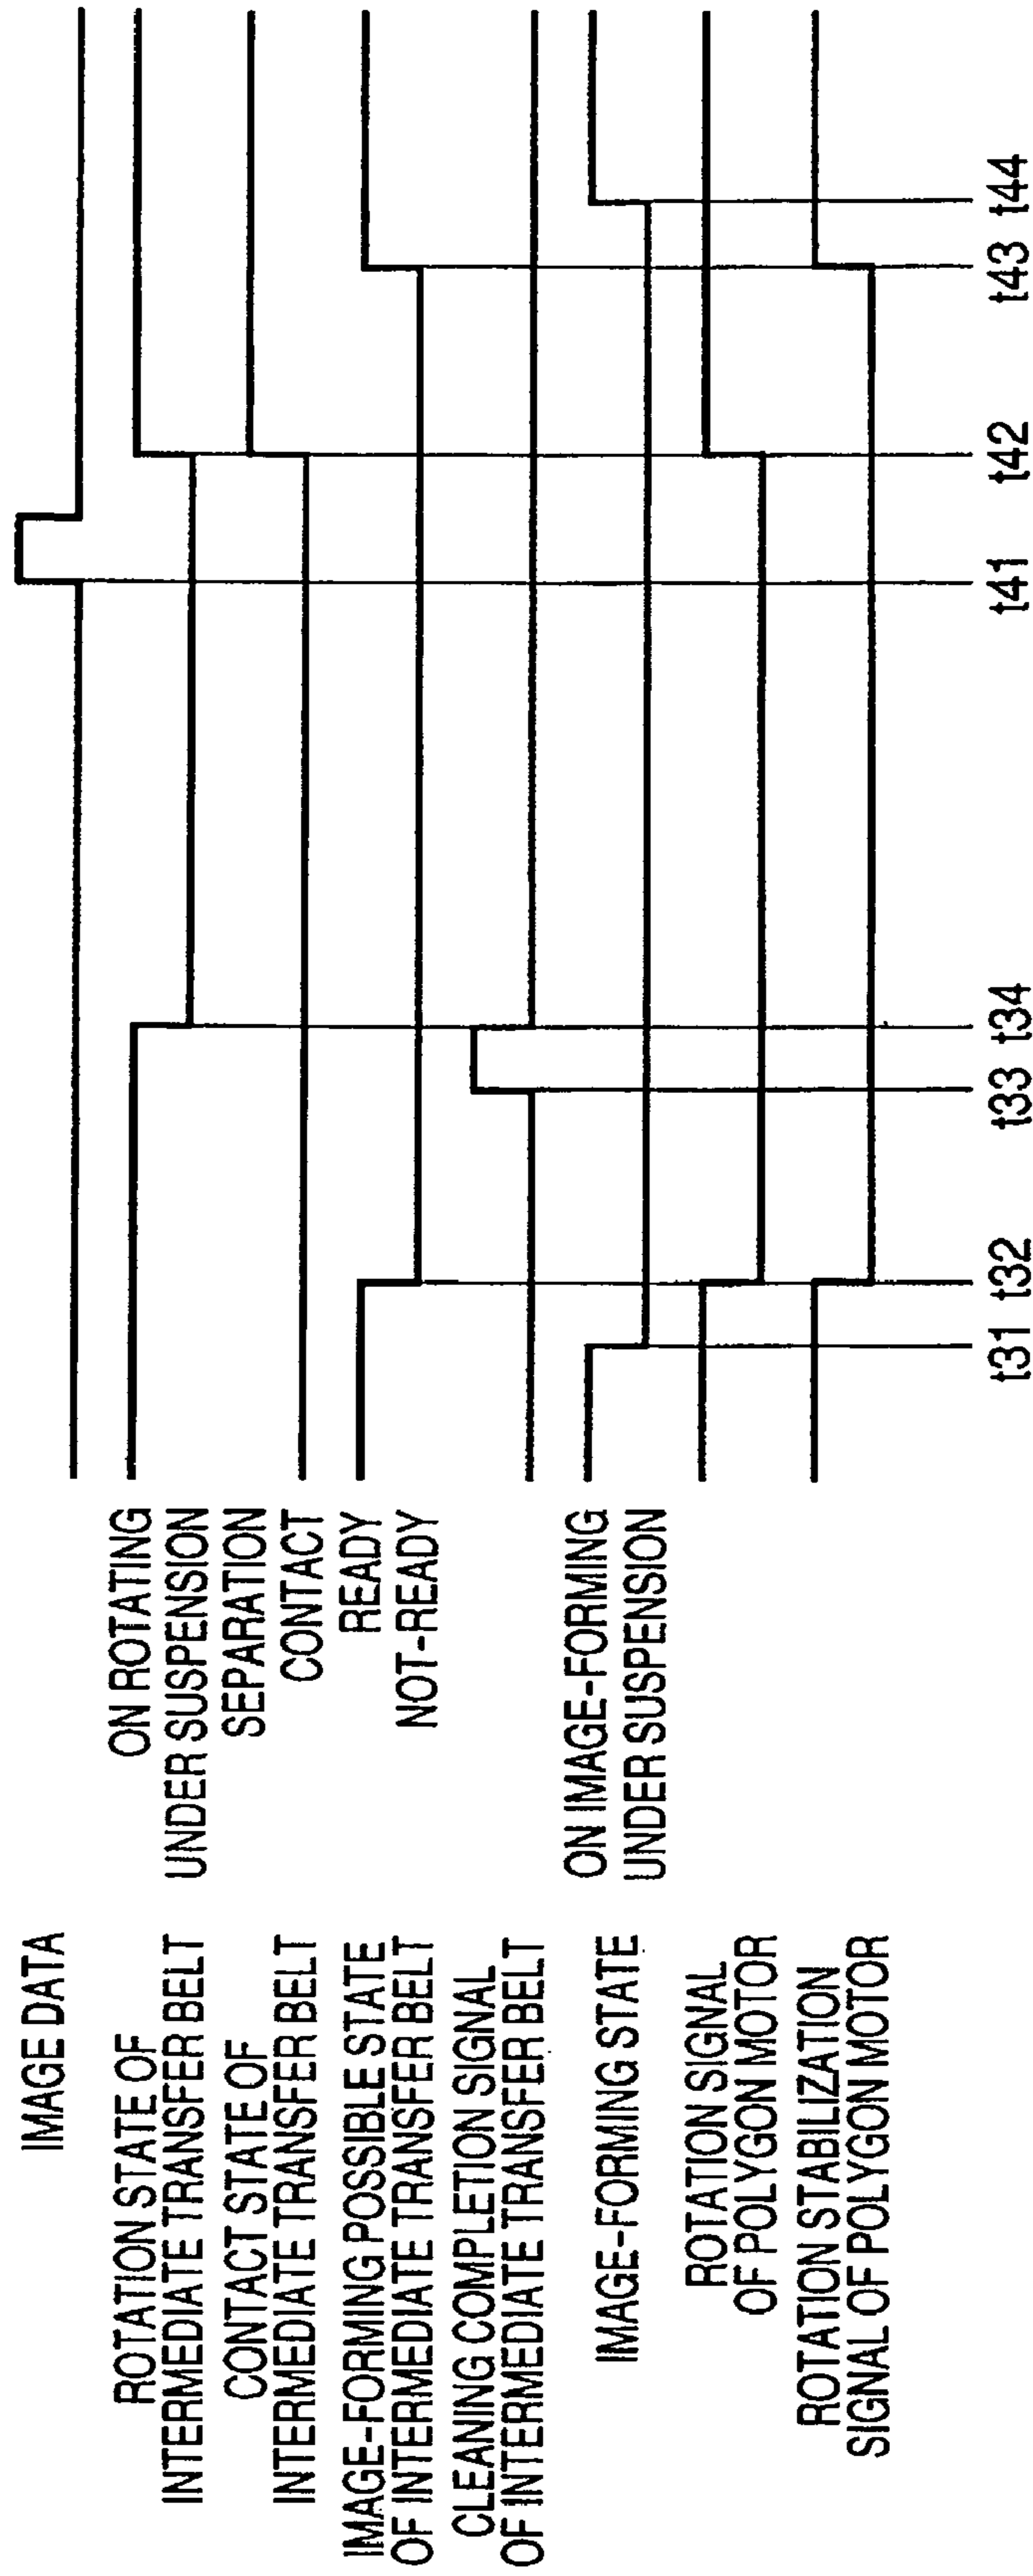 IMAGE DATA
ROTATION STATE OF
INTERMEDIATE TRANSFER BELT
ON ROTATING
UNDER SUSPENSION
CONTACT STATE OF
INTERMEDIATE TRANSFER BELT
SEPARATION
CONTACT
IMAGE-FORMING POSSIBLE STATE
OF INTERMEDIATE TRANSFER BELT
READY
NOT-READY
CLEANING COMPLETION SIGNAL
OF INTERMEDIATE TRANSFER BELT
IMAGE-FORMING STATE
ON IMAGE-FORMING
UNDER SUSPENSION
ROTATION SIGNAL
OF POLYGON MOTOR
ROTATION STABILIZATION
SIGNAL OF POLYGON MOTOR
t31 t32 t33 t34 t41 t42 t43 t44